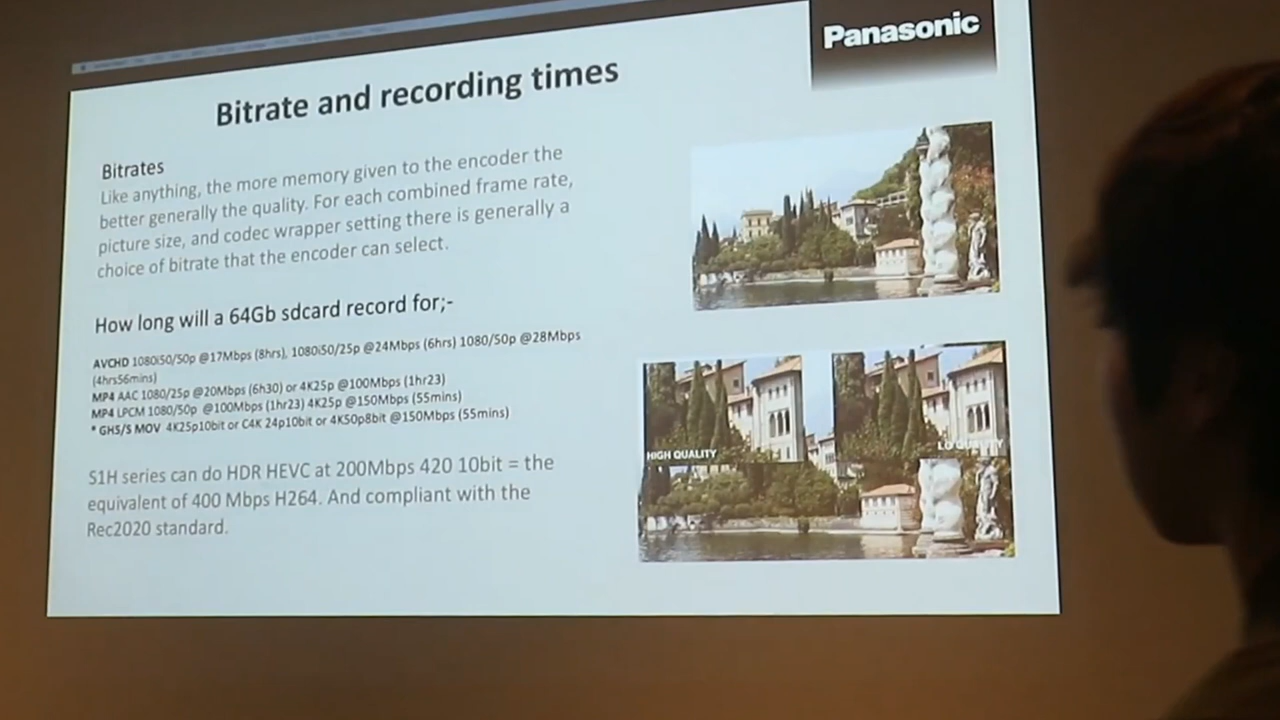 Panasonic
Bitrate and recording times
Bitrates
Like anything, the more memory given to the encoder the
better generally the quality. For each combined frame rate,
picture size, and codec wrapper setting there is generally a
choice of bitrate that the encoder can select.
How long will a 64Gb sdcard record for;-
AVCHD 1080i50/50p @17Mbps (8hrs), 1080i50/25p @24Mbps (6hrs) 1080/50p @28Mbps
(4hrs56mins)
MP4 AAC 1080/25p @20Mbps (6h30) or 4K25p @100Mbps (1hr23)
MP4 LPCM 1080/50p @100Mbps (1hr23) 4K25p @150Mbps (55mins)
* GH5/S MOV 4K25p10bit or C4K 24p10bit or 4K50p8bit @150Mbps (55mins)
S1H series can do HDR HEVC at 200Mbps 420 10bit = the
equivalent of 400 Mbps H264. And compliant with the
Rec2020 standard.
HIGH QUALITY
LO QUALITY